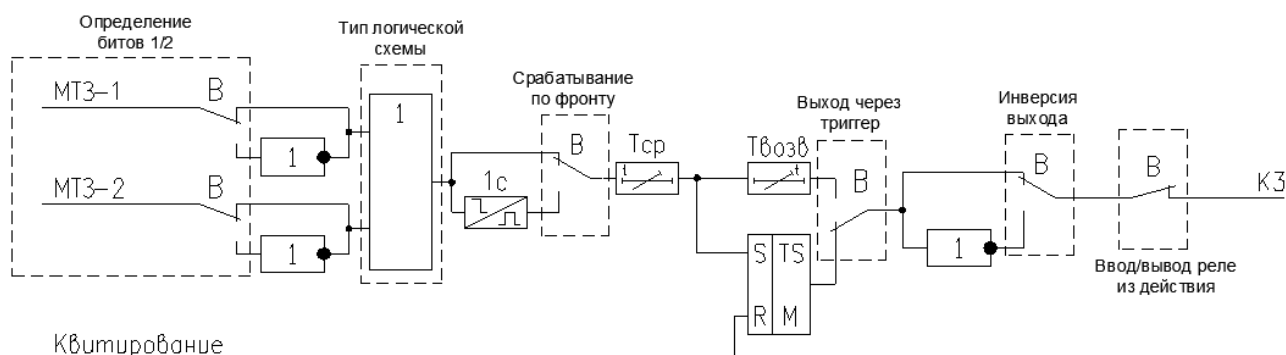 Определение
битов 1/2
Тип логической
схемы
Срабатывание
по фронту
Выход через
триггер
Инверсия
выхода
МТЗ-1
В
1
1
В
1с
Тср
Твозв
В
В
В
К3
МТЗ-2
В
1
1
S TS
R M
Ввод/вывод реле
из действия
Квитирование